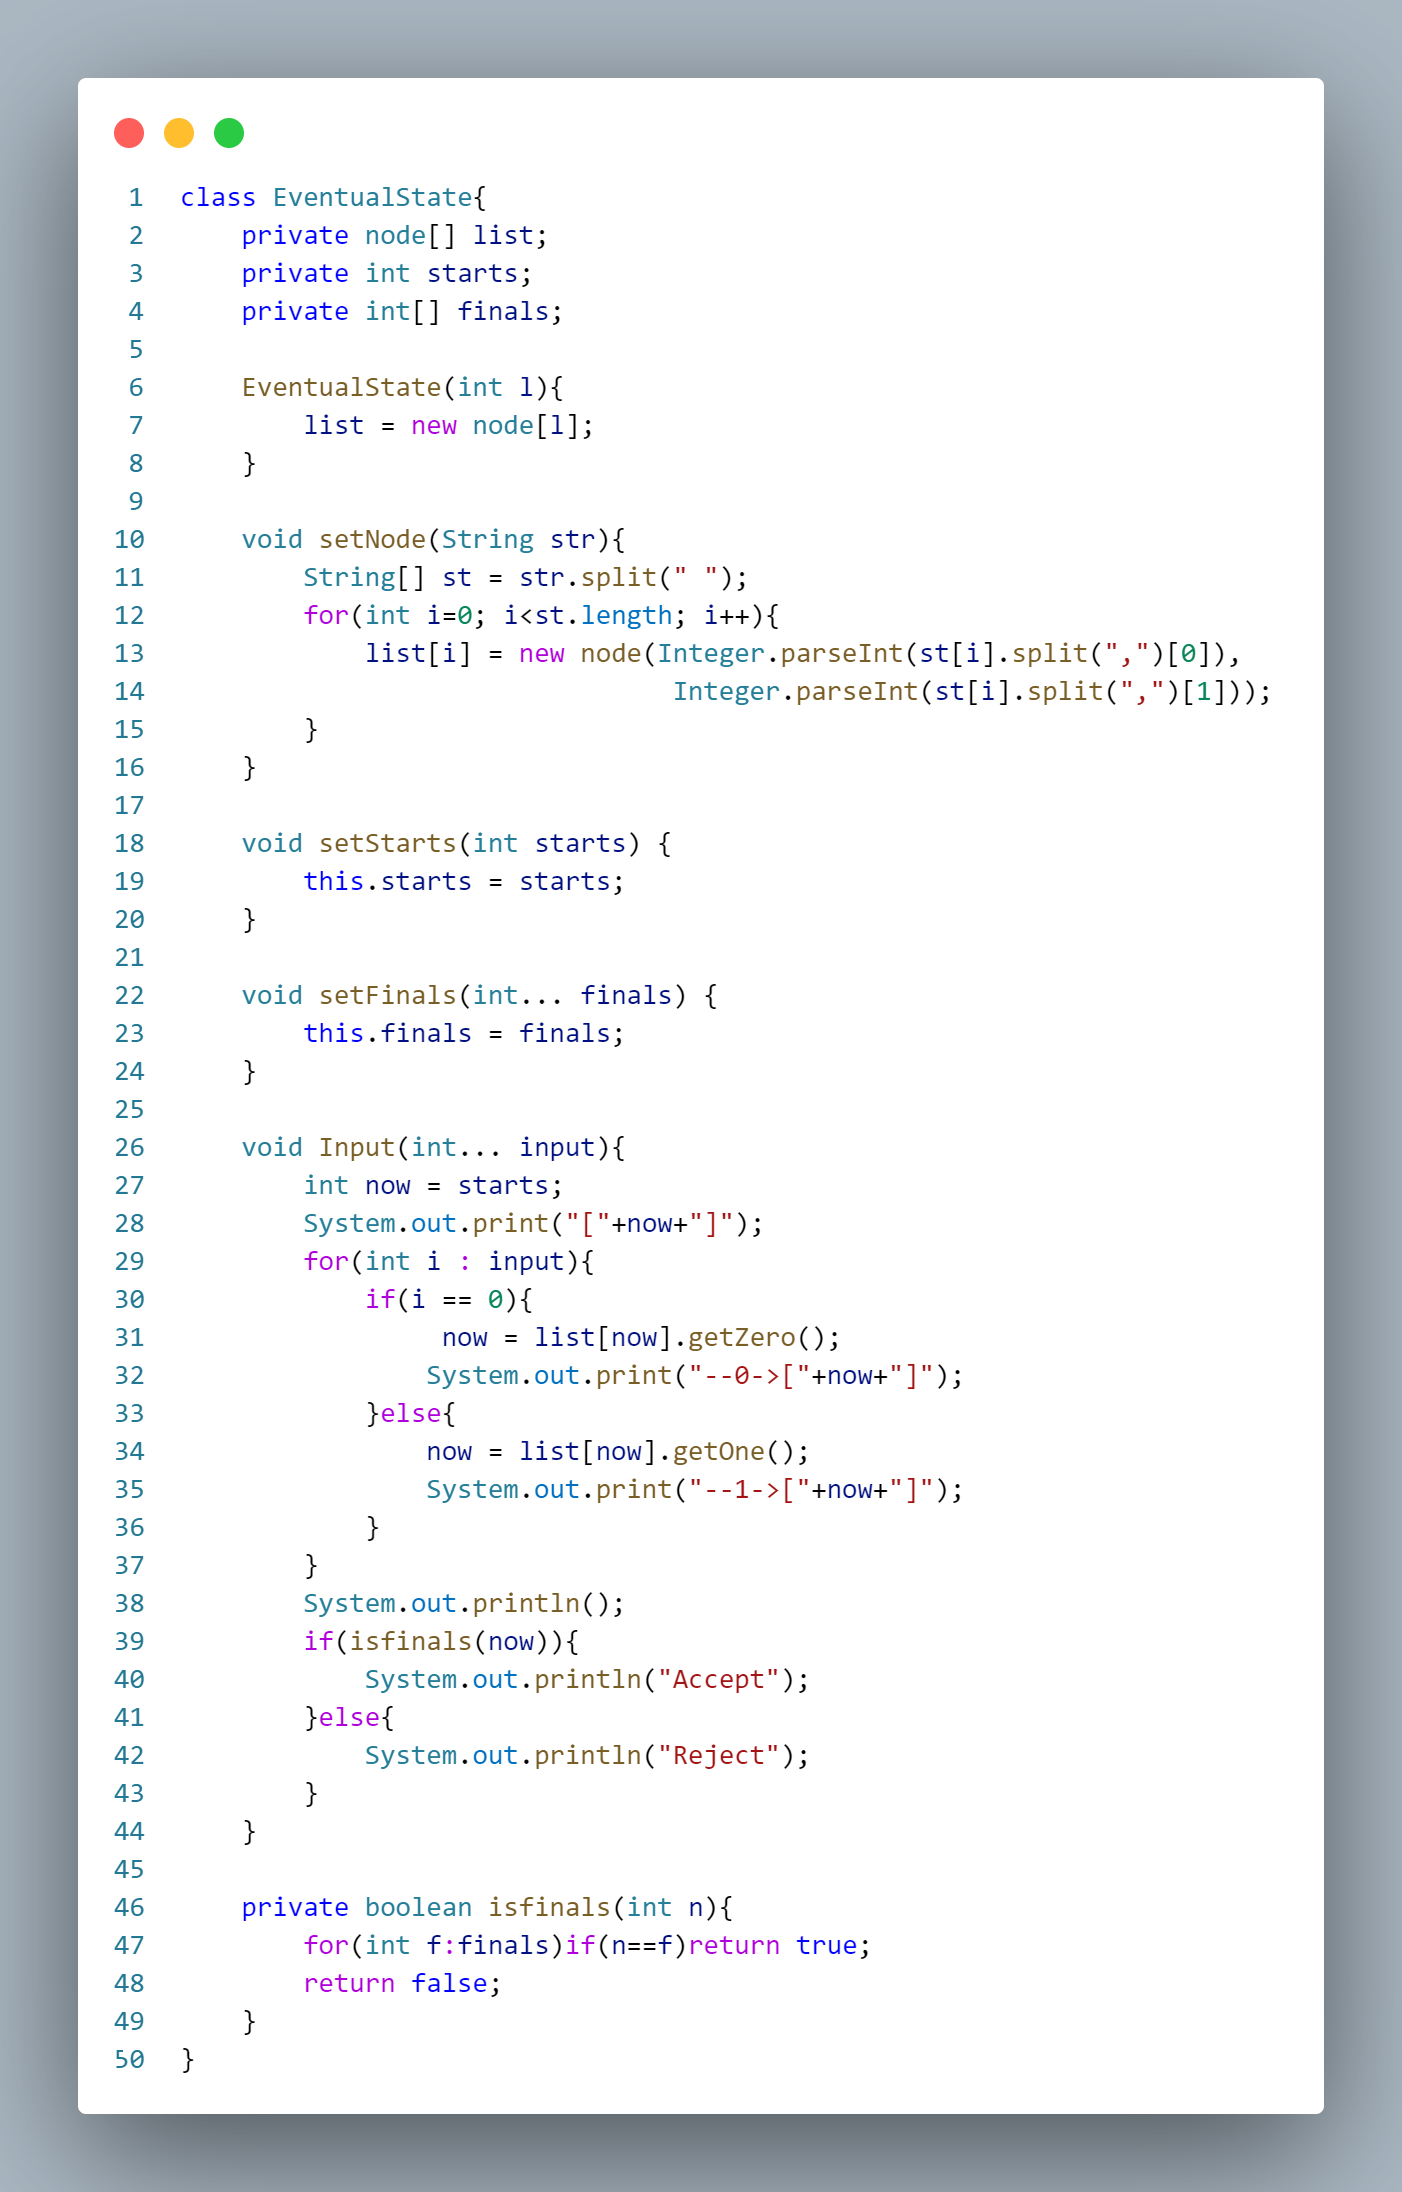 1 class EventualState{
2     private node[] list;
3     private int starts;
4     private int[] finals;
5
6     EventualState(int l){
7         list = new node[l];
8     }
9
10     void setNode(String str){
11         String[] st = str.split(" ");
12         for(int i=0; i<st.length; i++){
13             list[i] = new node(Integer.parseInt(st[i].split(",")[0]),
14                                 Integer.parseInt(st[i].split(",")[1]));
15         }
16     }
17
18     void setStarts(int starts) {
19         this.starts = starts;
20     }
21
22     void setFinals(int... finals) {
23         this.finals = finals;
24     }
25
26     void Input(int... input){
27         int now = starts;
28         System.out.print("["+now+"]");
29         for(int i : input){
30             if(i == 0){
31                  now = list[now].getZero();
32                 System.out.print("--0->["+now+"]");
33             }else{
34                 now = list[now].getOne();
35                 System.out.print("--1->["+now+"]");
36             }
37         }
38         System.out.println();
39         if(isfinals(now)){
40             System.out.println("Accept");
41         }else{
42             System.out.println("Reject");
43         }
44     }
45
46     private boolean isfinals(int n){
47         for(int f:finals)if(n==f)return true;
48         return false;
49     }
50 }